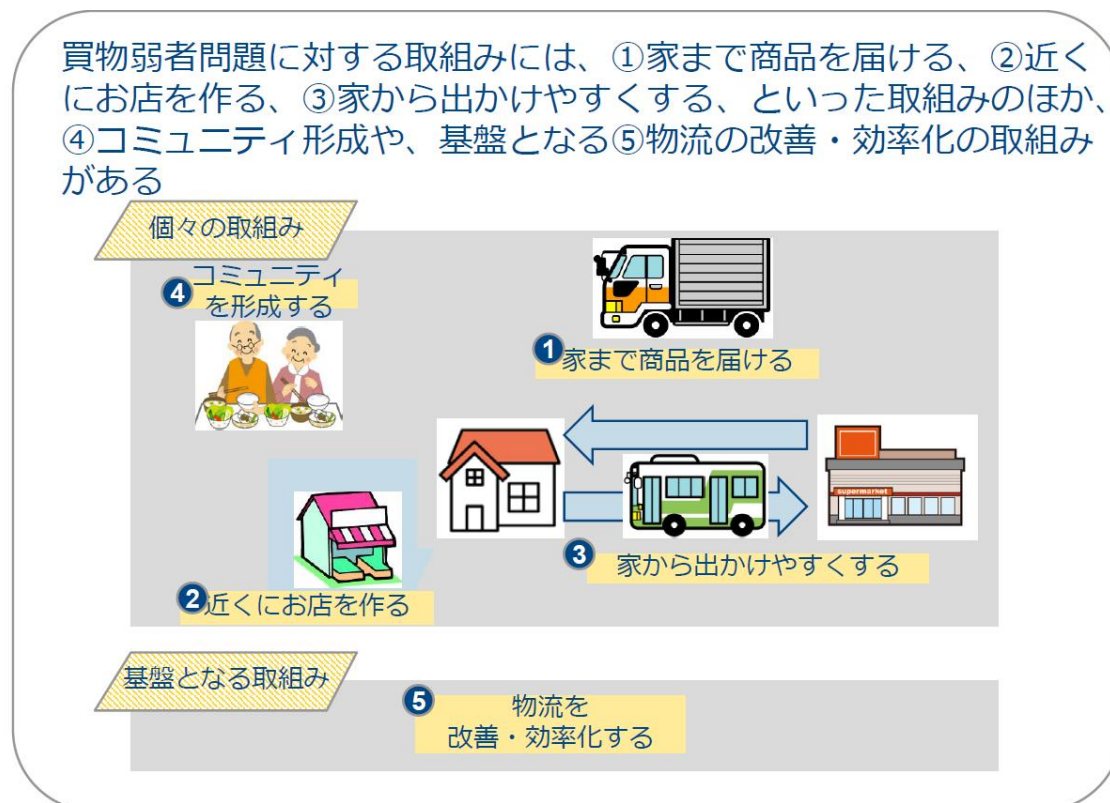 買物弱者問題に対する取組みには、①家まで商品を届ける、②近く
にお店を作る、③家から出かけやすくする、といった取組みのほか、
④コミュニティ形成や、基盤となる⑤物流の改善・効率化の取組み
がある
個々の取組み
4 コミュニティ
を形成する
1 家まで商品を届ける
supermarket
3 家から出かけやすくする
2 近くにお店を作る
基盤となる取組み
5 物流を
改善・効率化する